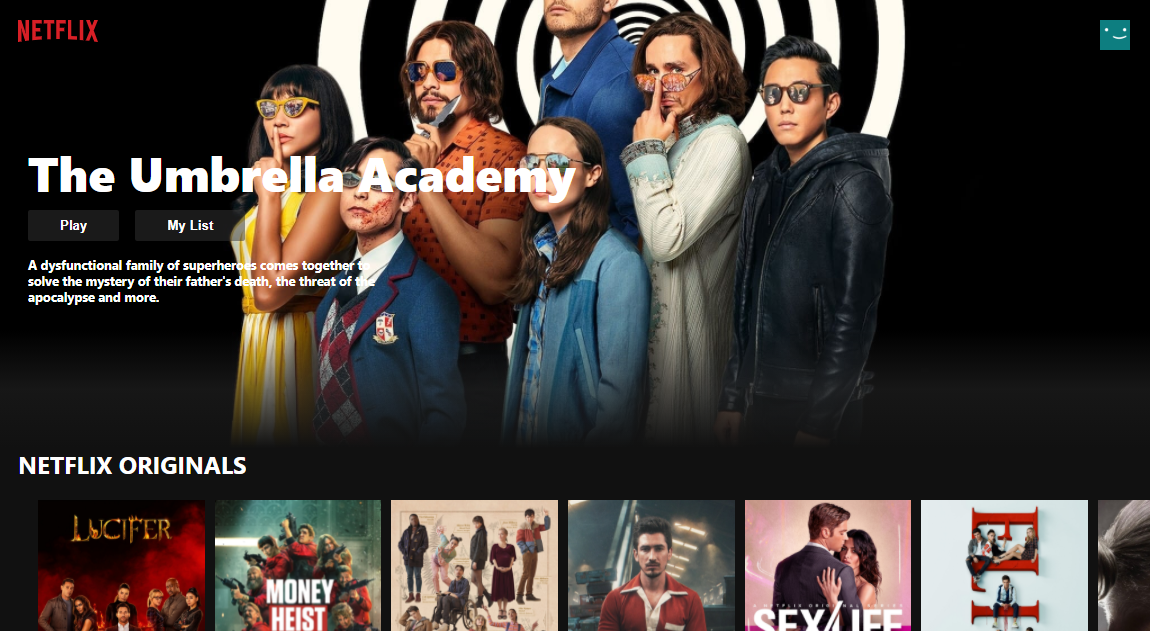 NETFLIX
The Umbrella Academy
Play
My List
A dysfunctional family of superheroes comes together to
solve the mystery of their father's death, the threat of the
apocalypse and more.
NETFLIX ORIGINALS
LUCIFER
MONEY
HEIST
A NETFLIX ORIGINAL SERIES
SEX/LIFE